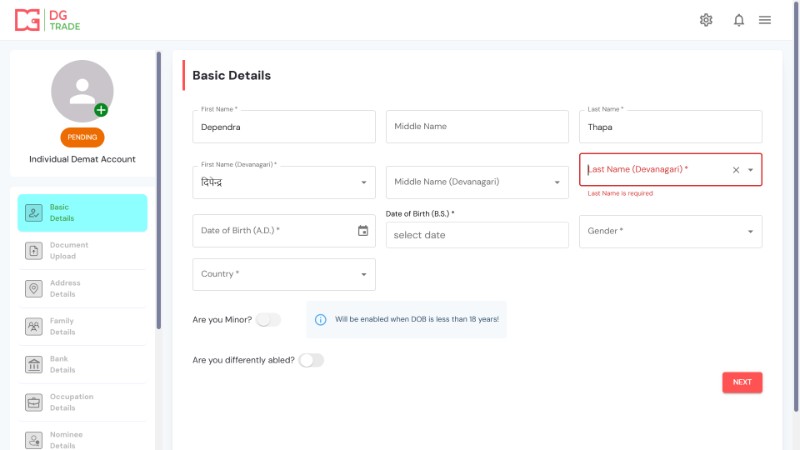 DG
TRADE
PENDING
Individual Demat Account
Basic
Details
Document
Upload
Address
Details
Family
Details
Bank
Details
Occupation
Details
Nominee
Details
Basic Details
First Name *
Dependra
Middle Name
Last Name *
Thapa
First Name (Devanagari) *
दिपेन्द्र
Middle Name (Devanagari)
Last Name (Devanagari) *
Last Name is required
Date of Birth (A.D.) *
Date of Birth (B.S.) *
select date
Gender *
Country *
Are you Minor?
Will be enabled when DOB is less than 18 years!
Are you differently abled?
NEXT